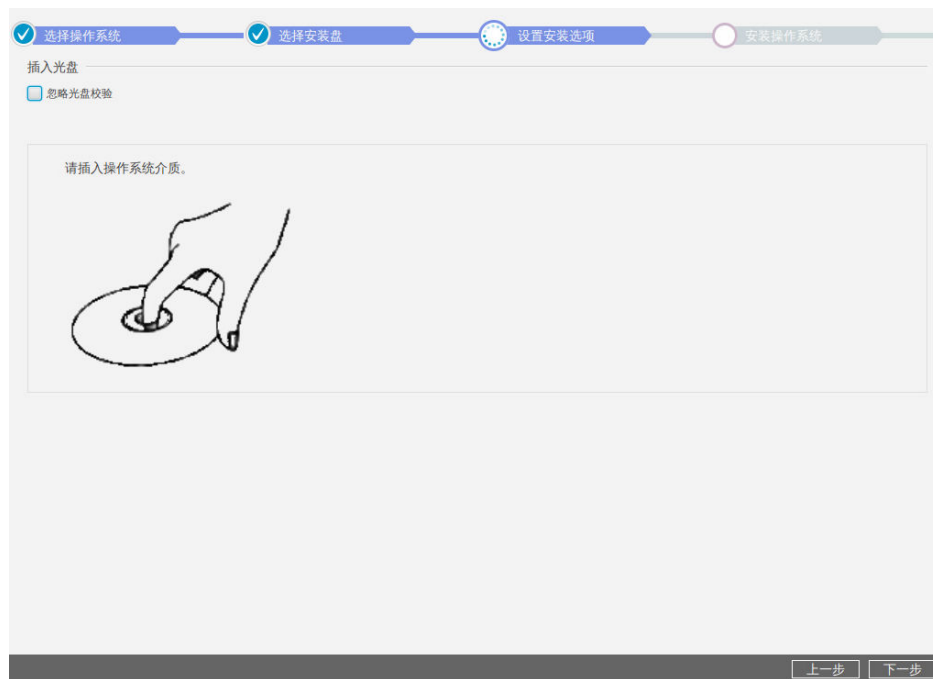 选择操作系统 选择安装盘 设置安装选项 安装操作系统
插入光盘
忽略光盘校验
请插入操作系统介质。
上一步 下一步